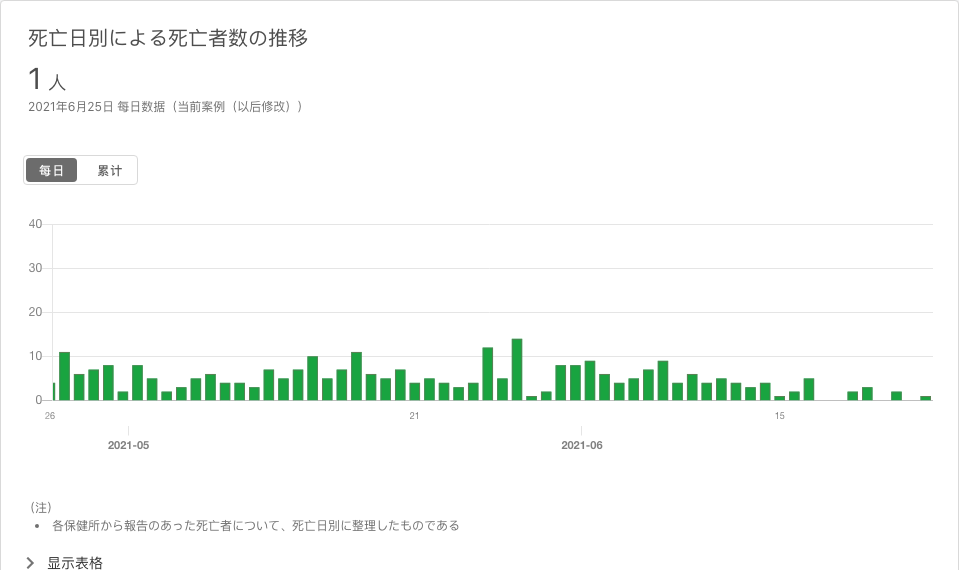 死亡日別による死亡者数の推移
1 人
2021年6月25日 每日数据（当前案例（以后修改））
每日 累计
40
30
20
10
0
26 21 15
2021-05 2021-06
（注）
• 各保健所から報告のあった死亡者について、死亡日別に整理したものである
显示表格